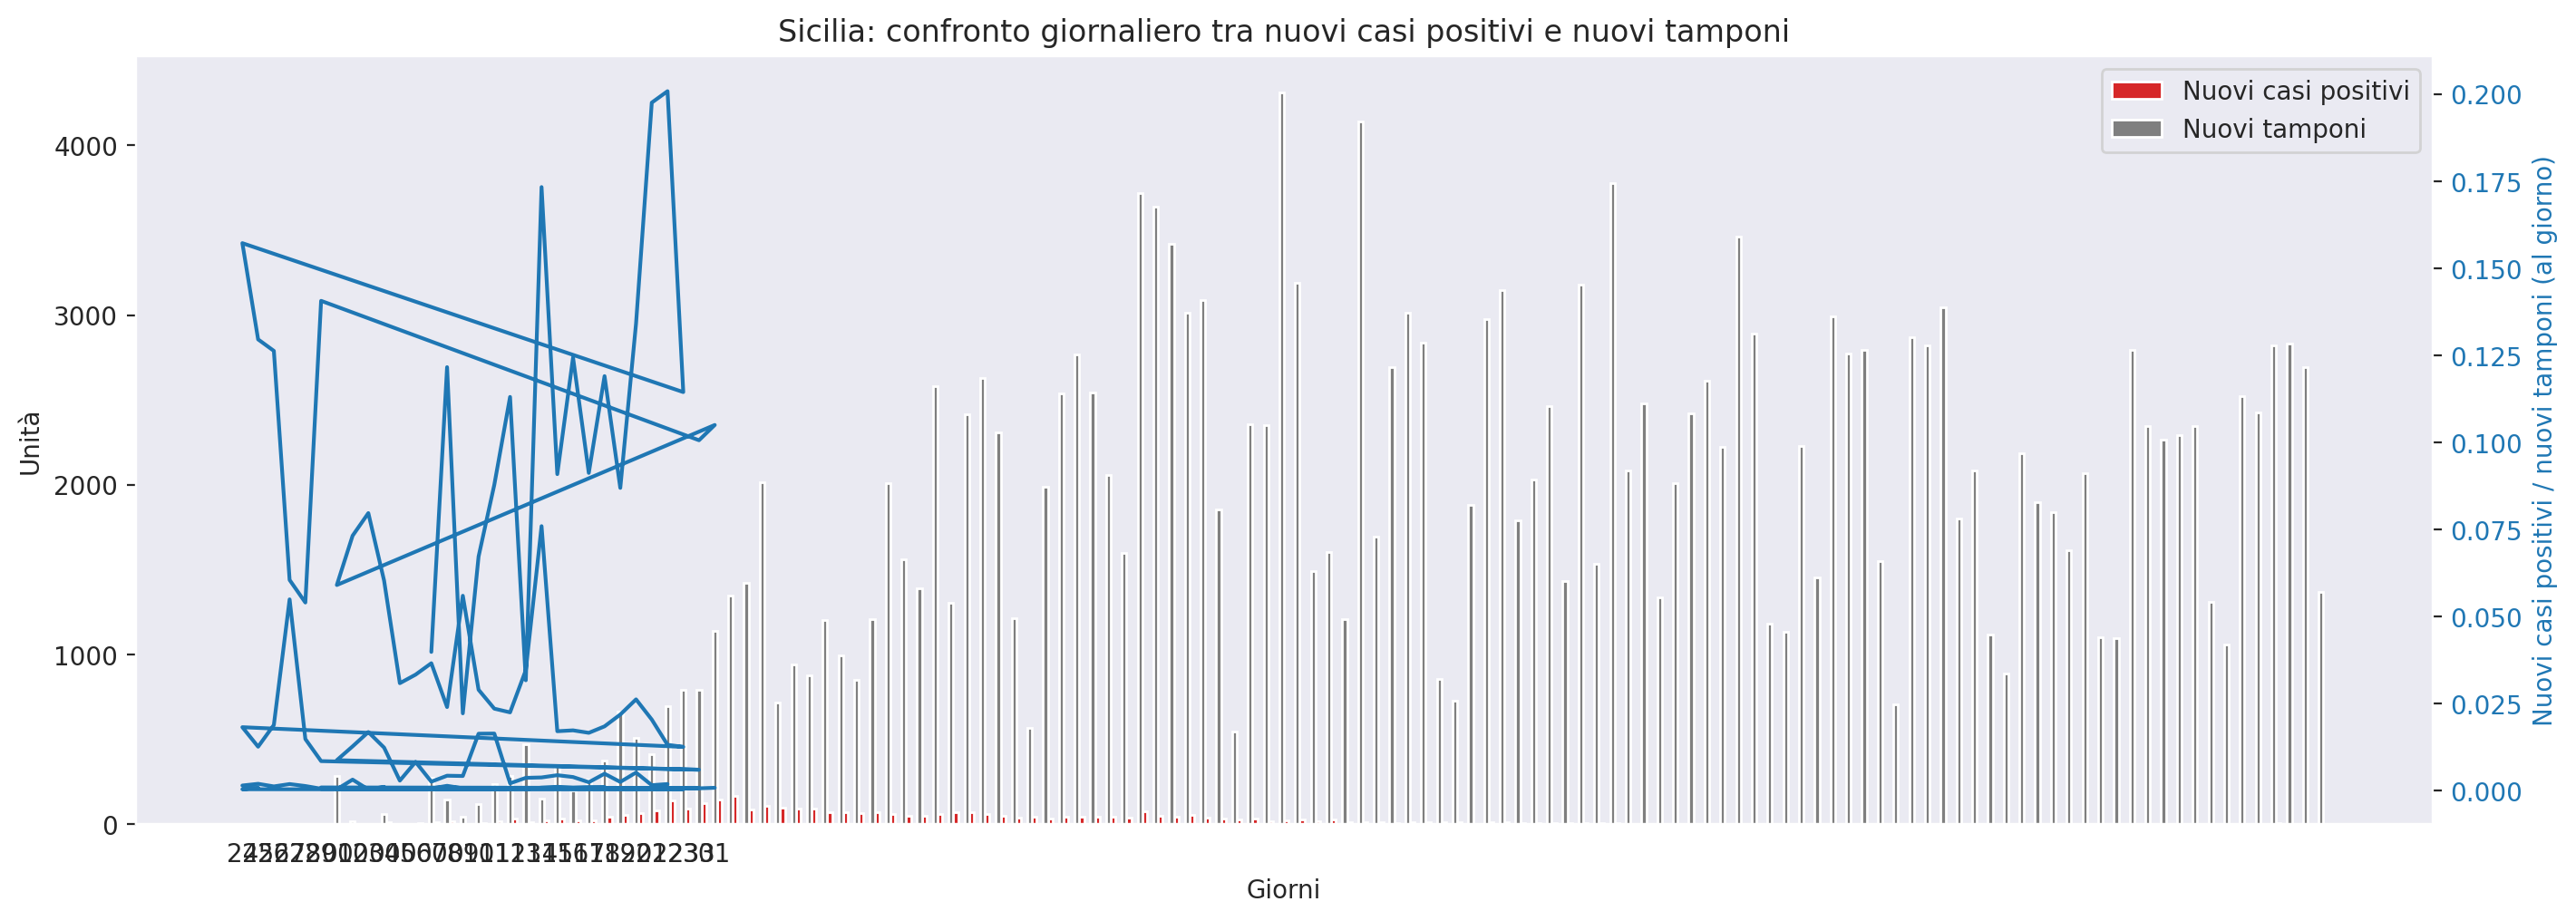 Sicilia: confronto giornaliero tra nuovi casi positivi e nuovi tamponi
Nuovi casi positivi
Nuovi tamponi
Unità
4000
3000
2000
1000
0
0.200
0.175
0.150
0.125
0.100
0.075
0.050
0.025
0.000
Nuovi casi positivi / nuovi tamponi (al giorno)
Giorni